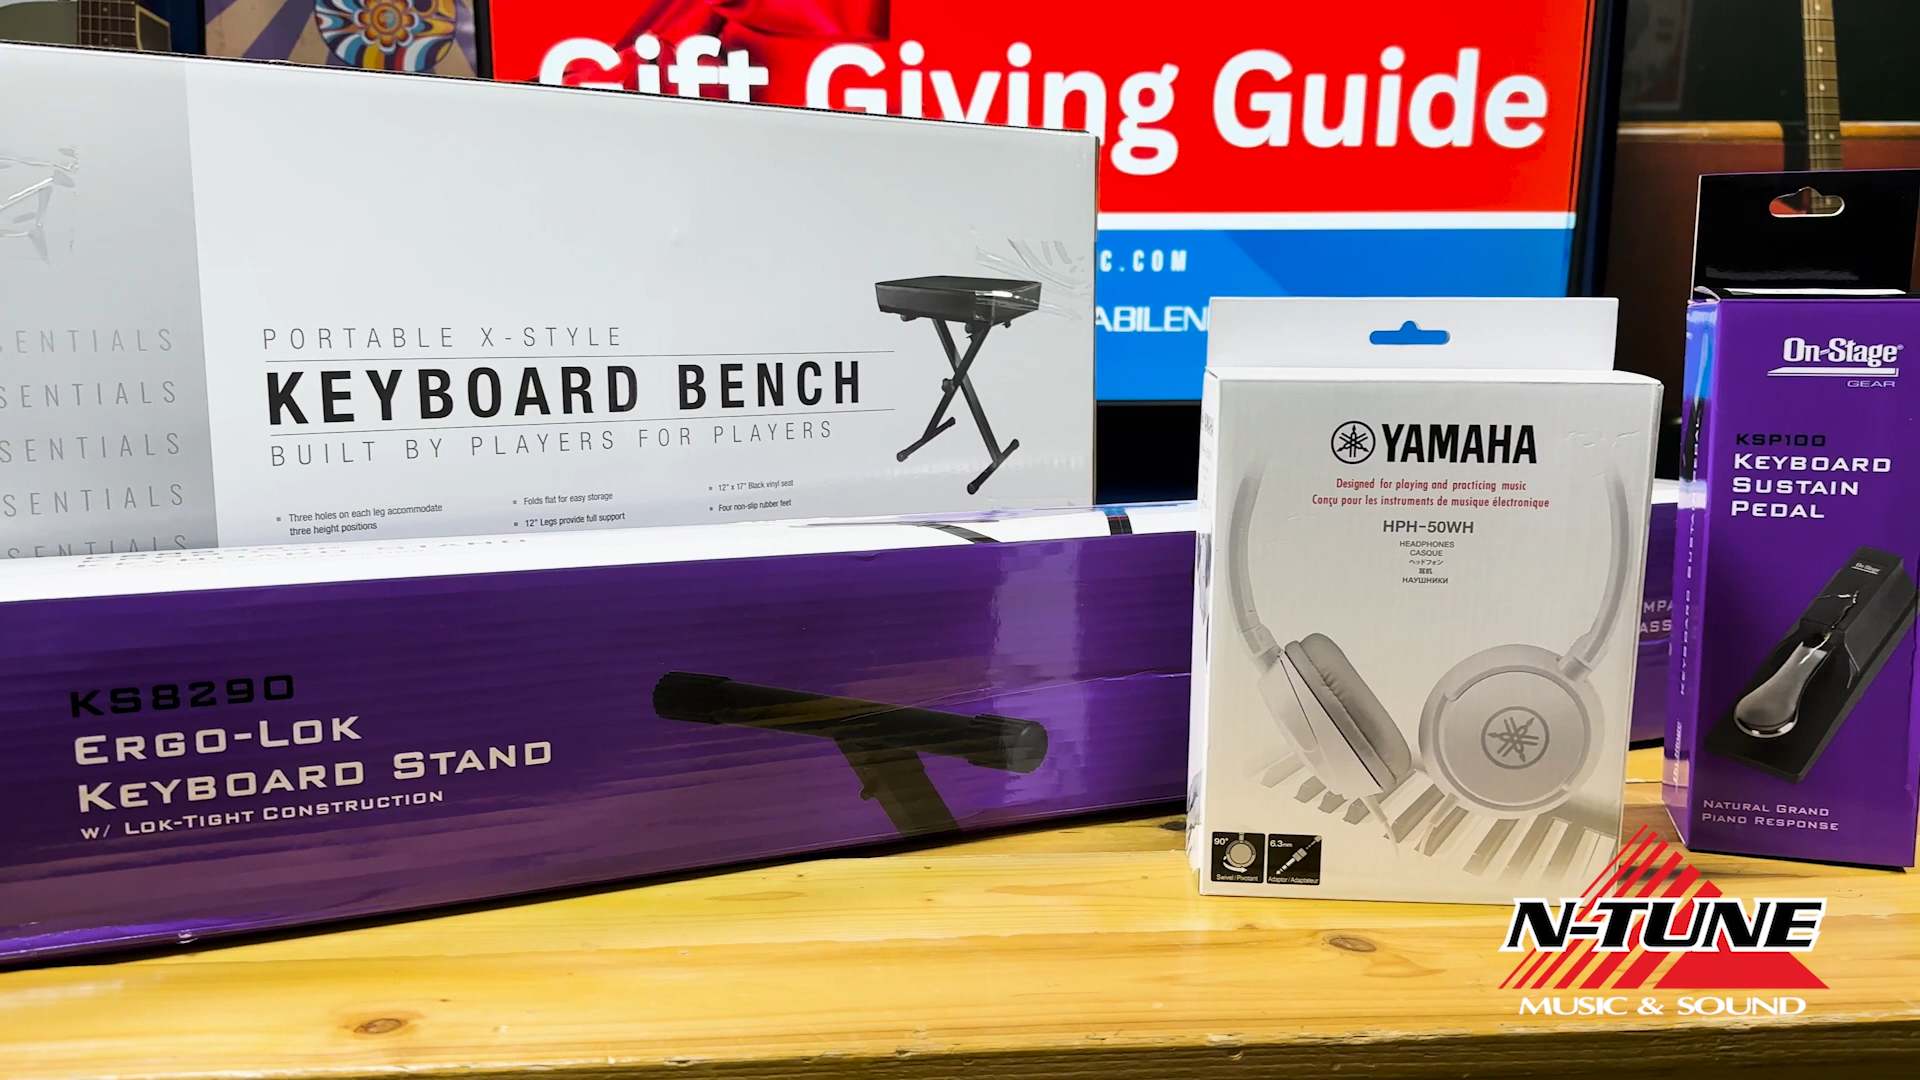 Gift Giving Guide
C.COM
ABILEN
ENTIALS
SENTIALS
SENTIALS
SENTIALS
SENTIALS
PORTABLE X-STYLE
KEYBOARD BENCH
BUILT BY PLAYERS FOR PLAYERS
Three holes on each leg accommodate
three height positions
Folds flat for easy storage
12" Legs provide full support
12" x 17" Black vinyl seat
Four non-slip rubber feet
KS8290
ERGO-LOK
KEYBOARD STAND
W/ LOK-TIGHT CONSTRUCTION
YAMAHA
Designed for playing and practicing music
Conçu pour les instruments de musique électronique
HPH-50WH
HEADPHONES
CASQUE
ヘッドフォン
耳机
НАУШНИКИ
90°
Swivel/Pivotant
6.3mm
Adaptor/Adaptateur
On-Stage®
GEAR
KSP100
KEYBOARD
SUSTAIN
PEDAL
On-Stage
NATURAL GRAND
PIANO RESPONSE
N-TUNE
MUSIC & SOUND